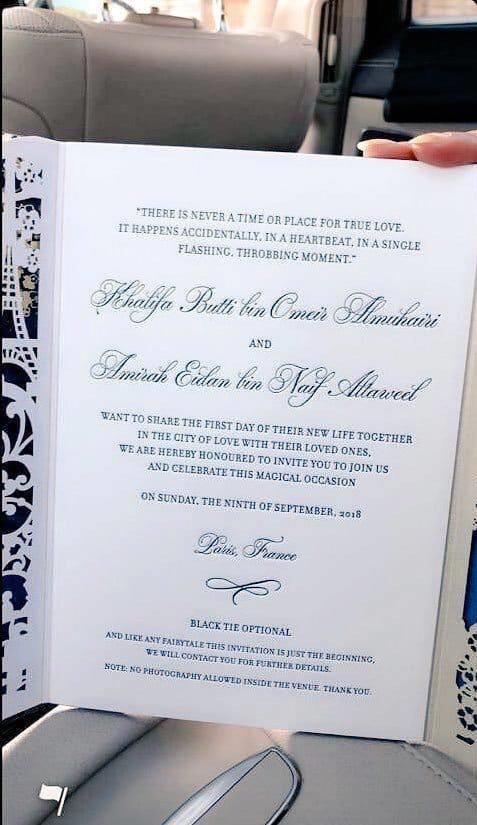 "THERE IS NEVER A TIME OR PLACE FOR TRUE LOVE.
IT HAPPENS ACCIDENTALLY, IN A HEARTBEAT, IN A SINGLE
FLASHING, THROBBING MOMENT."
Khalifa Butti bin Omeir Almuhairi
AND
Amirah Eidan bin Naif Altaweel
WANT TO SHARE THE FIRST DAY OF THEIR NEW LIFE TOGETHER
IN THE CITY OF LOVE WITH THEIR LOVED ONES,
WE ARE HEREBY HONOURED TO INVITE YOU TO JOIN US
AND CELEBRATE THIS MAGICAL OCCASION
ON SUNDAY, THE NINTH OF SEPTEMBER, 2018
Paris, France
BLACK TIE OPTIONAL
AND LIKE ANY FAIRYTALE THIS INVITATION IS JUST THE BEGINNING,
WE WILL CONTACT YOU FOR FURTHER DETAILS.
NOTE: NO PHOTOGRAPHY ALLOWED INSIDE THE VENUE. THANK YOU.